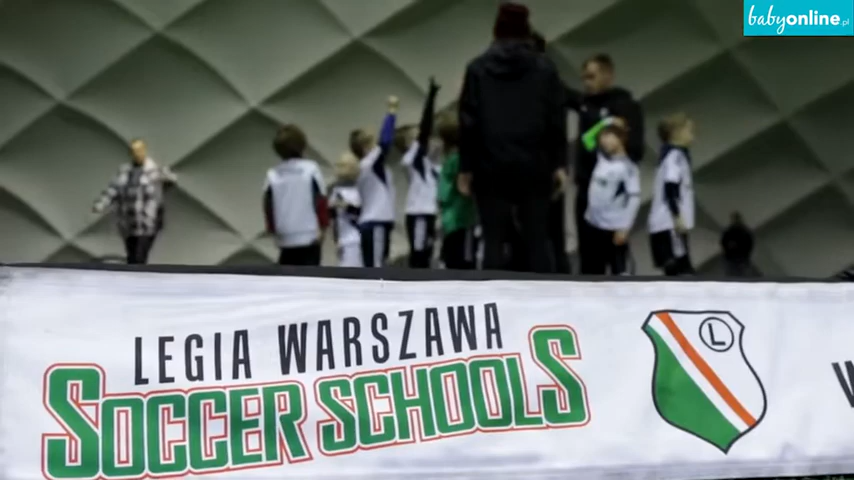 babyonline.pl
LEGIA WARSZAWA
SOCCER SCHOOLS
L
W